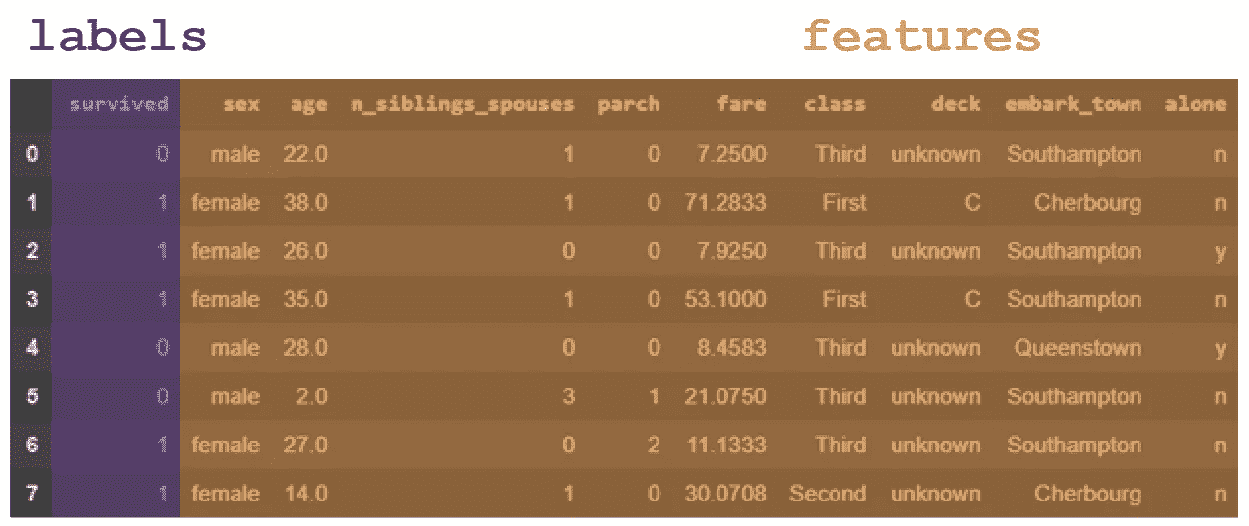 labels features
survived sex age n_siblings_spouses parch fare class deck embark_town alone
0 0 male 22.0 1 0 7.2500 Third unknown Southampton n
1 1 female 38.0 1 0 71.2833 First C Cherbourg n
2 1 female 26.0 0 0 7.9250 Third unknown Southampton y
3 1 female 35.0 1 0 53.1000 First C Southampton n
4 0 male 28.0 0 0 8.4583 Third unknown Queenstown y
5 0 male 2.0 3 1 21.0750 Third unknown Southampton n
6 1 female 27.0 0 2 11.1333 Third unknown Southampton n
7 1 female 14.0 1 0 30.0708 Second unknown Cherbourg n